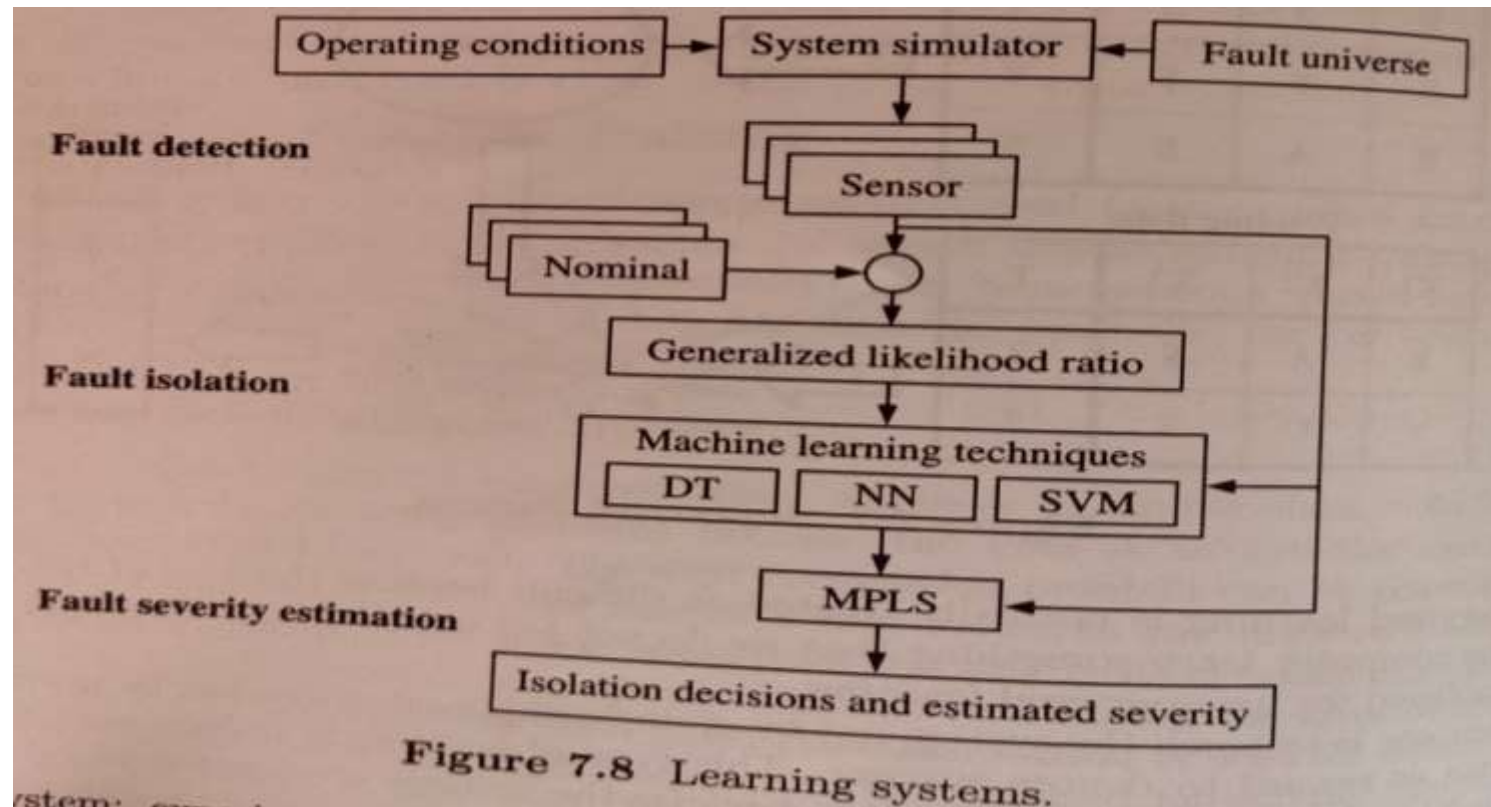 Operating conditions
System simulator
Fault universe
Fault detection
Sensor
Nominal
Generalized likelihood ratio
Fault isolation
Machine learning techniques
DT
NN
SVM
MPLS
Fault severity estimation
Isolation decisions and estimated severity
Figure 7.8 Learning systems.